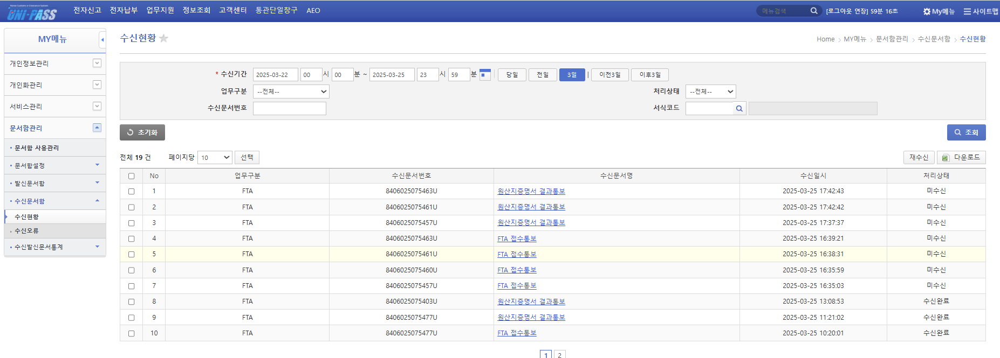 Korea Customs e-Clearance System
UNI-PASS
전자신고 전자납부 업무지원 정보조회 고객센터 통관단일창구 AEO
메뉴검색 [로그아웃 연장] 59분 16초 My메뉴 사이트맵
MY메뉴
개인정보관리
개인화관리
서비스관리
문서함관리
문서함 사용관리
문서함설정
발신문서함
수신문서함
수신현황
수신오류
수신발신문서통계
수신현황
Home > MY메뉴 > 문서함관리 > 수신문서함 > 수신현황
* 수신기간 2025-03-22 00 시 00 분 ~ 2025-03-25 23 시 59 분 당일 전일 3일 | 이전3일 이후3일
업무구분 --전체-- 처리상태 --전체--
수신문서번호 서식코드
초기화 조회
전체 19 건 페이지당 10 선택 재수신 다운로드
No 업무구분 수신문서번호 수신문서명 수신일시 처리상태
1 FTA 8406025075463U 원산지증명서 결과통보 2025-03-25 17:42:43 미수신
2 FTA 8406025075461U 원산지증명서 결과통보 2025-03-25 17:42:42 미수신
3 FTA 8406025075457U 원산지증명서 결과통보 2025-03-25 17:37:37 미수신
4 FTA 8406025075463U FTA 접수통보 2025-03-25 16:39:21 미수신
5 FTA 8406025075461U FTA 접수통보 2025-03-25 16:38:31 미수신
6 FTA 8406025075460U FTA 접수통보 2025-03-25 16:35:59 미수신
7 FTA 8406025075457U FTA 접수통보 2025-03-25 16:35:03 미수신
8 FTA 8406025075403U 원산지증명서 결과통보 2025-03-25 13:08:53 수신완료
9 FTA 8406025075477U 원산지증명서 결과통보 2025-03-25 11:21:02 수신완료
10 FTA 8406025075477U FTA 접수통보 2025-03-25 10:20:01 수신완료
1 2